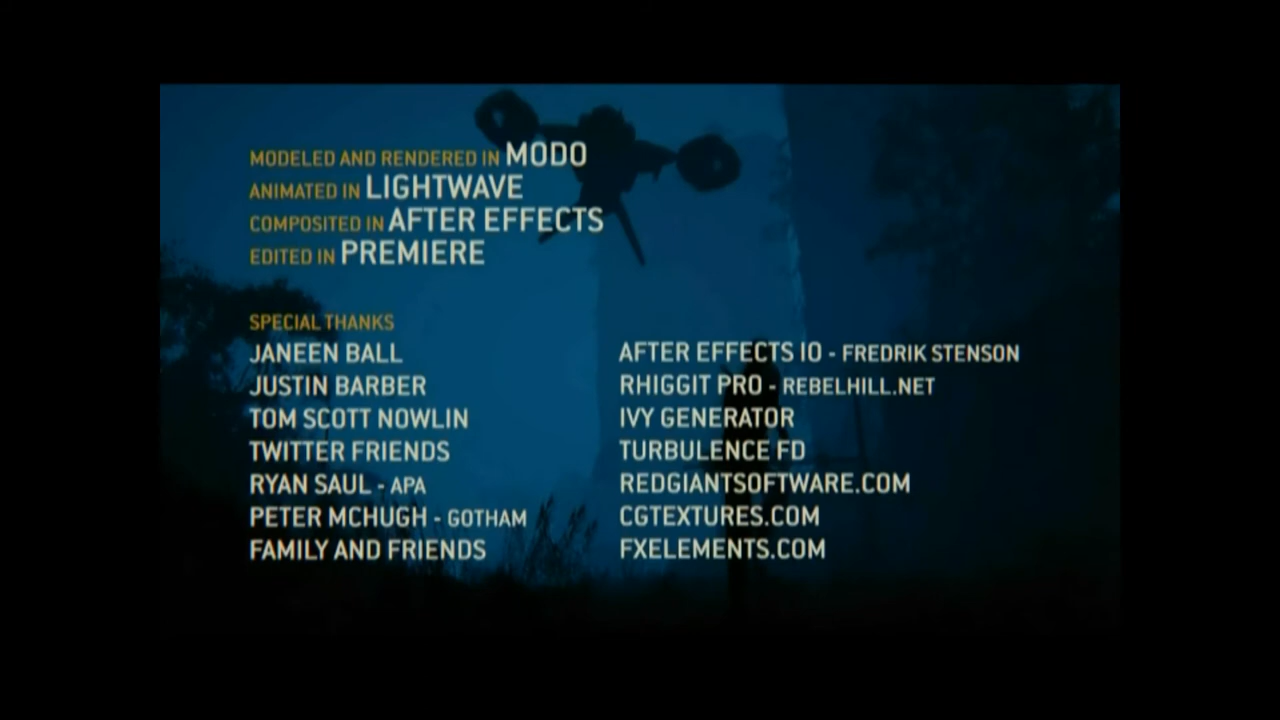 MODELED AND RENDERED IN MODO
ANIMATED IN LIGHTWAVE
COMPOSITED IN AFTER EFFECTS
EDITED IN PREMIERE
SPECIAL THANKS
JANEEN BALL
JUSTIN BARBER
TOM SCOTT NOWLIN
TWITTER FRIENDS
RYAN SAUL - APA
PETER MCHUGH - GOTHAM
FAMILY AND FRIENDS
AFTER EFFECTS IO - FREDRIK STENSON
RHIGGIT PRO - REBELHILL.NET
IVY GENERATOR
TURBULENCE FD
REDGIANTSOFTWARE.COM
CGTEXTURES.COM
FXELEMENTS.COM